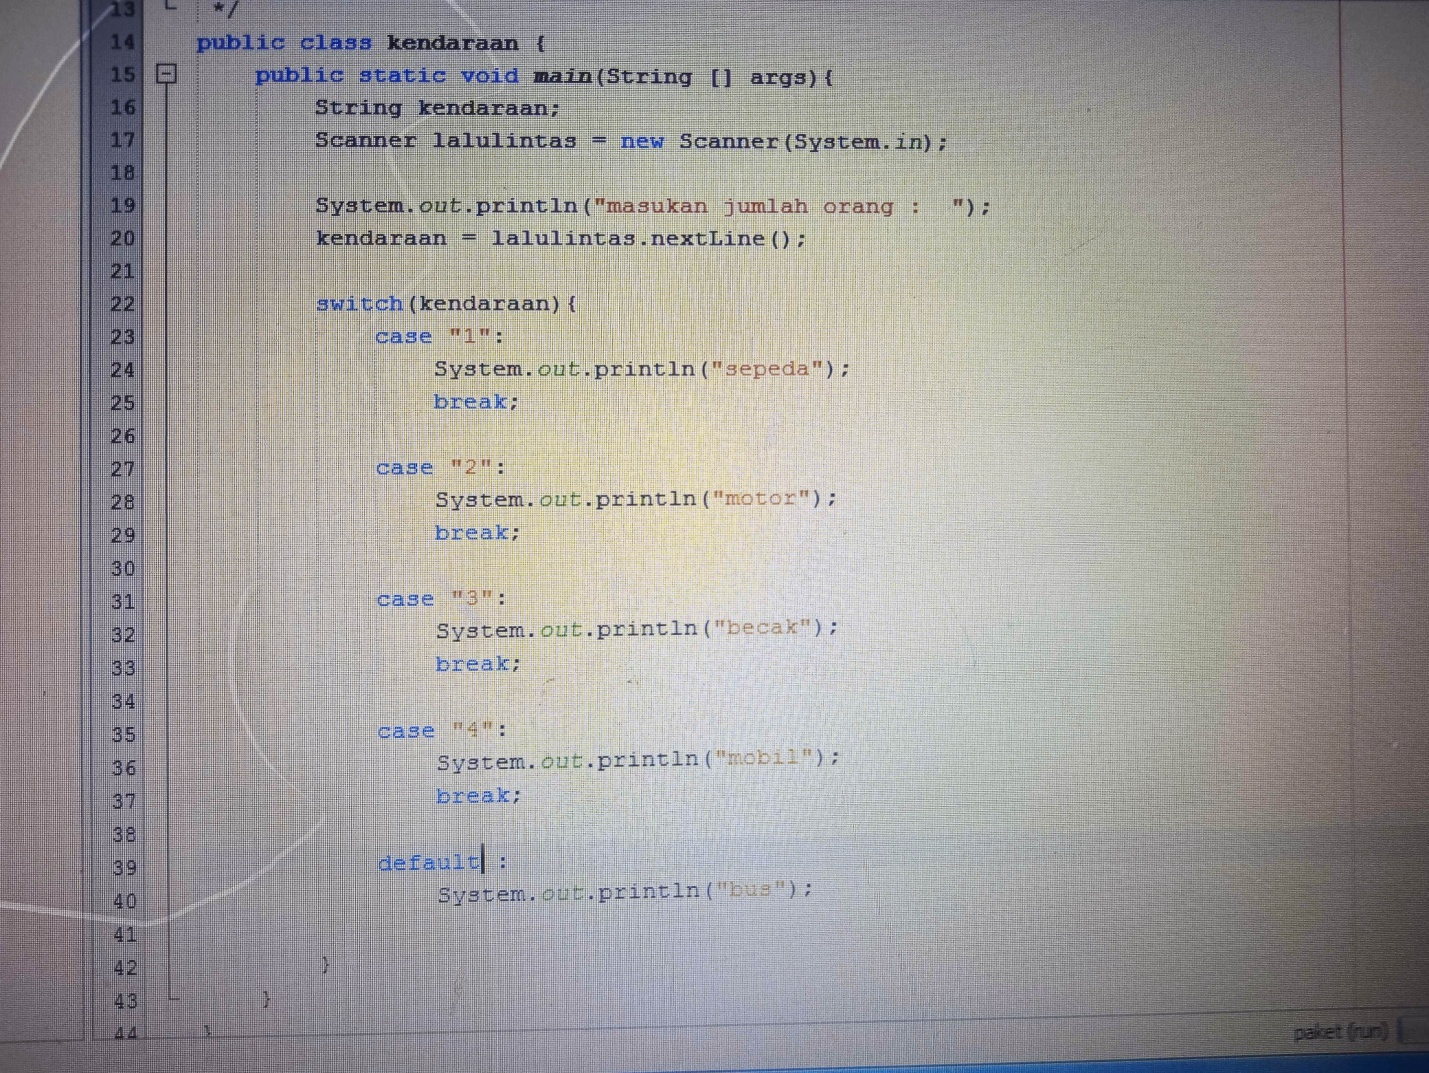 13 */
14 public class kendaraan {
15 public static void main(String [] args){
16 String kendaraan;
17 Scanner lalulintas = new Scanner(System.in);
18
19 System.out.println("masukan jumlah orang :  ");
20 kendaraan = lalulintas.nextLine();
21
22 switch(kendaraan){
23 case "1":
24 System.out.println("sepeda");
25 break;
26
27 case "2":
28 System.out.println("motor");
29 break;
30
31 case "3":
32 System.out.println("becak");
33 break;
34
35 case "4":
36 System.out.println("mobil");
37 break;
38
39 default :
40 System.out.println("bus");
41
42 }
43 }
44 }
paket (run)